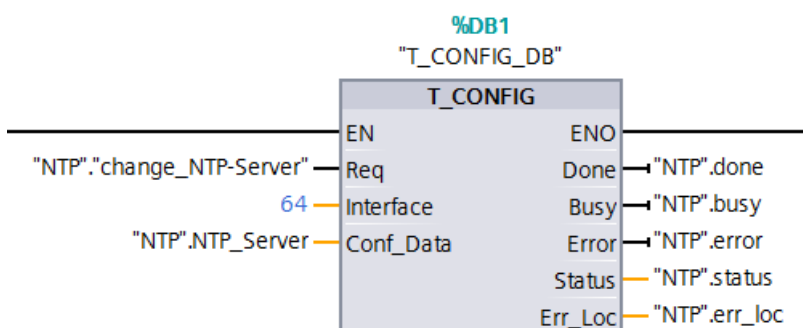 %DB1
"T_CONFIG_DB"
T_CONFIG
EN ENO
"NTP"."change_NTP-Server" Req Done "NTP".done
64 Interface Busy "NTP".busy
"NTP".NTP_Server Conf_Data Error "NTP".error
Status "NTP".status
Err_Loc "NTP".err_loc